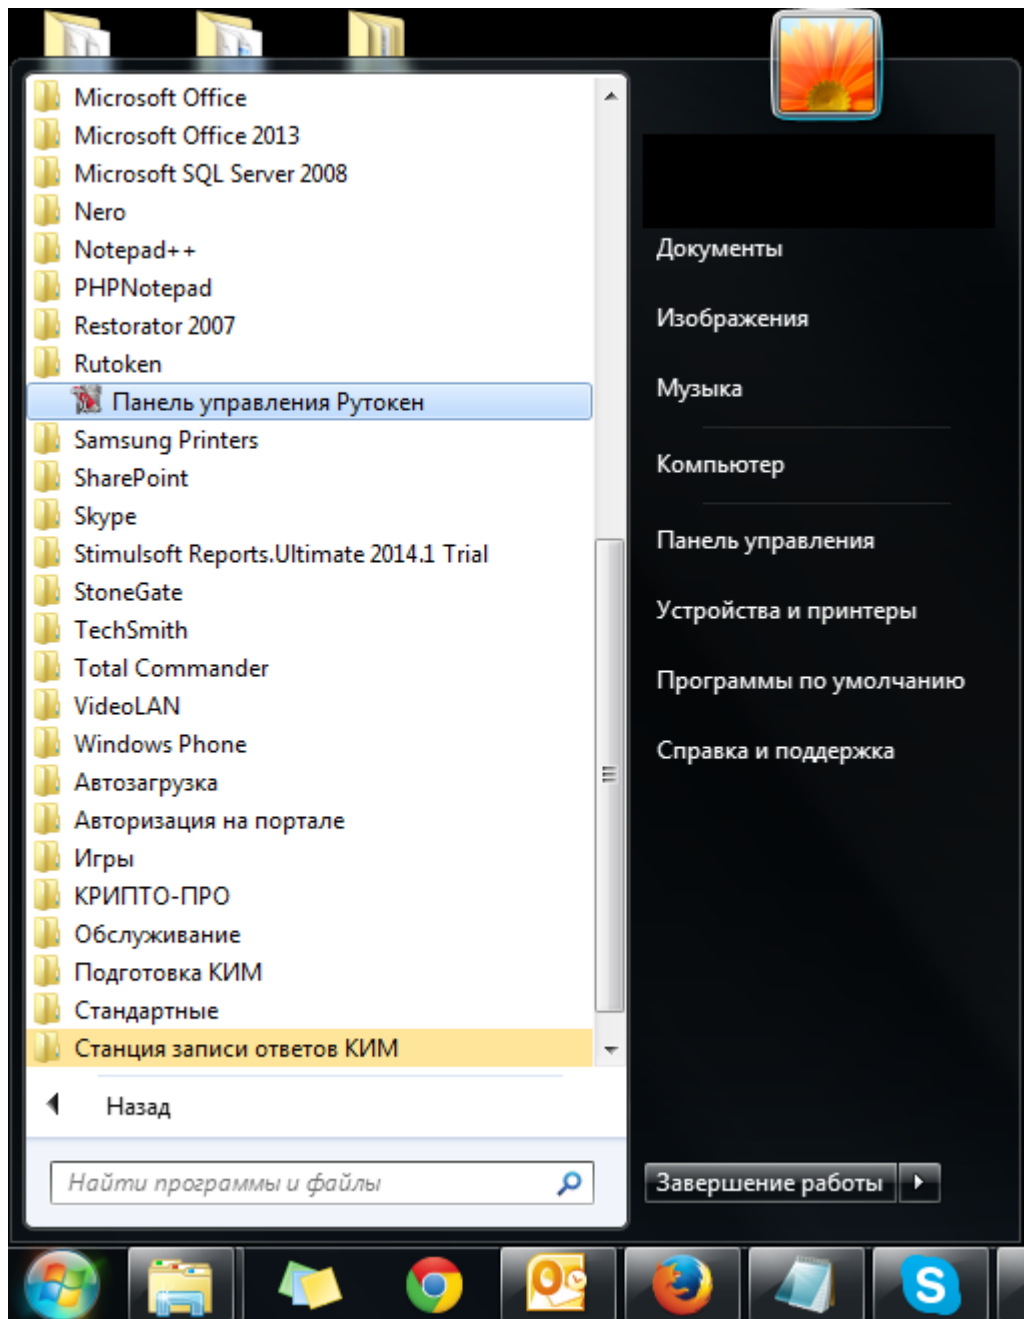 Microsoft Office
Microsoft Office 2013
Microsoft SQL Server 2008
Nero
Notepad++
PHPNotepad
Restorator 2007
Rutoken
Панель управления Рутокен
Samsung Printers
SharePoint
Skype
Stimulsoft Reports.Ultimate 2014.1 Trial
StoneGate
TechSmith
Total Commander
VideoLAN
Windows Phone
Автозагрузка
Авторизация на портале
Игры
КРИПТО-ПРО
Обслуживание
Подготовка КИМ
Стандартные
Станция записи ответов КИМ
Назад
Найти программы и файлы
Документы
Изображения
Музыка
Компьютер
Панель управления
Устройства и принтеры
Программы по умолчанию
Справка и поддержка
Завершение работы